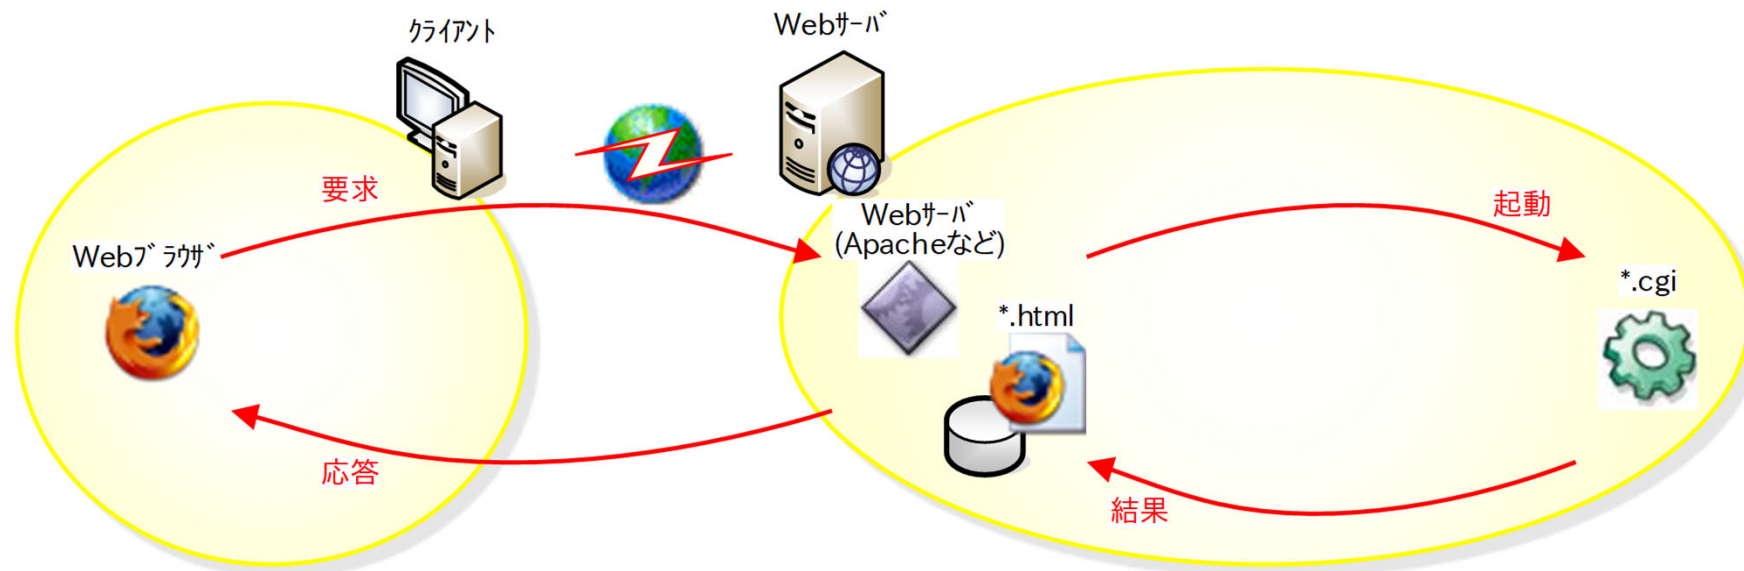 クライアント
Webサーバ
要求
Webブラウザ
Webサーバ
(Apacheなど)
*.html
起動
*.cgi
応答
結果